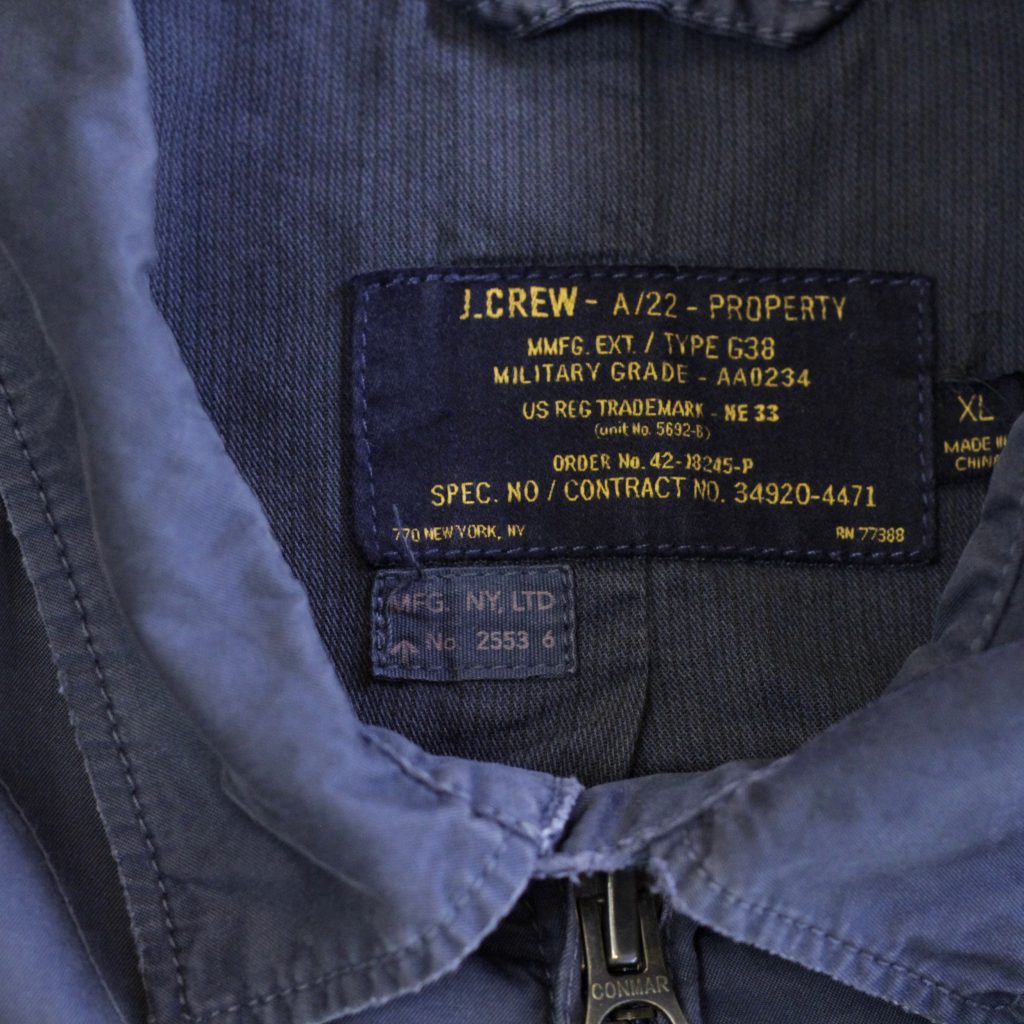 J.CREW - A/22 - PROPERTY
MMFG. EXT. / TYPE G38
MILITARY GRADE - AA0234
US REG TRADEMARK - NE 33
(unit No. 5692-B)
ORDER No. 42-18245-P
SPEC. NO / CONTRACT NO. 34920-4471
770 NEW YORK, NY
RN 77388
XL
MADE IN
CHINA
MFG. NY, LTD
No. 2553 6
CONMAR